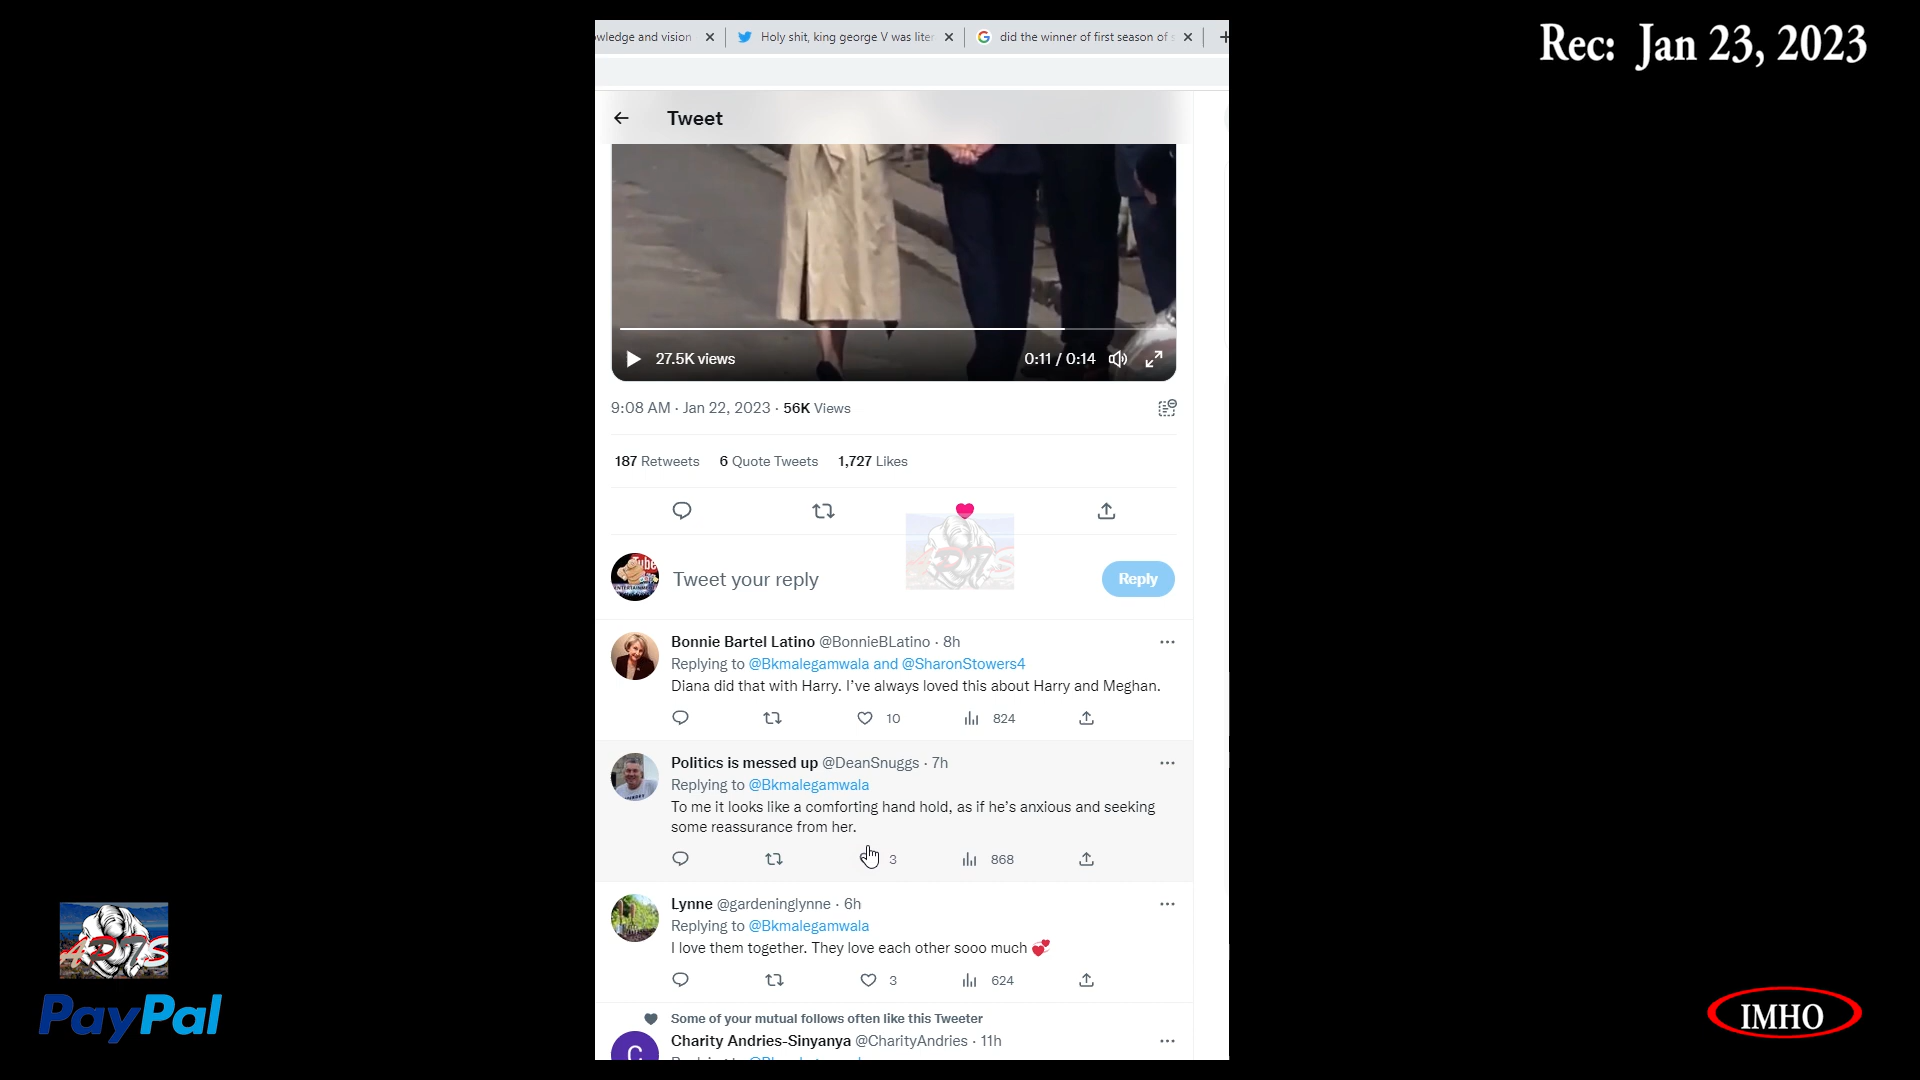 Rec: Jan 23, 2023
owledge and vision
Holy shit, king george V was liter
did the winner of first season of s
Tweet
27.5K views
0:11 / 0:14
9:08 AM · Jan 22, 2023 · 56K Views
187 Retweets 6 Quote Tweets 1,727 Likes
Tweet your reply
Reply
Bonnie Bartel Latino @BonnieBLatino · 8h
Replying to @Bkmalegamwala and @SharonStowers4
Diana did that with Harry. I've always loved this about Harry and Meghan.
10 824
Politics is messed up @DeanSnuggs · 7h
Replying to @Bkmalegamwala
To me it looks like a comforting hand hold, as if he's anxious and seeking
some reassurance from her.
3 868
Lynne @gardeninglynne · 6h
Replying to @Bkmalegamwala
I love them together. They love each other sooo much 💞
3 624
Some of your mutual follows often like this Tweeter
Charity Andries-Sinyanya @CharityAndries · 11h
C
PayPal
IMHO